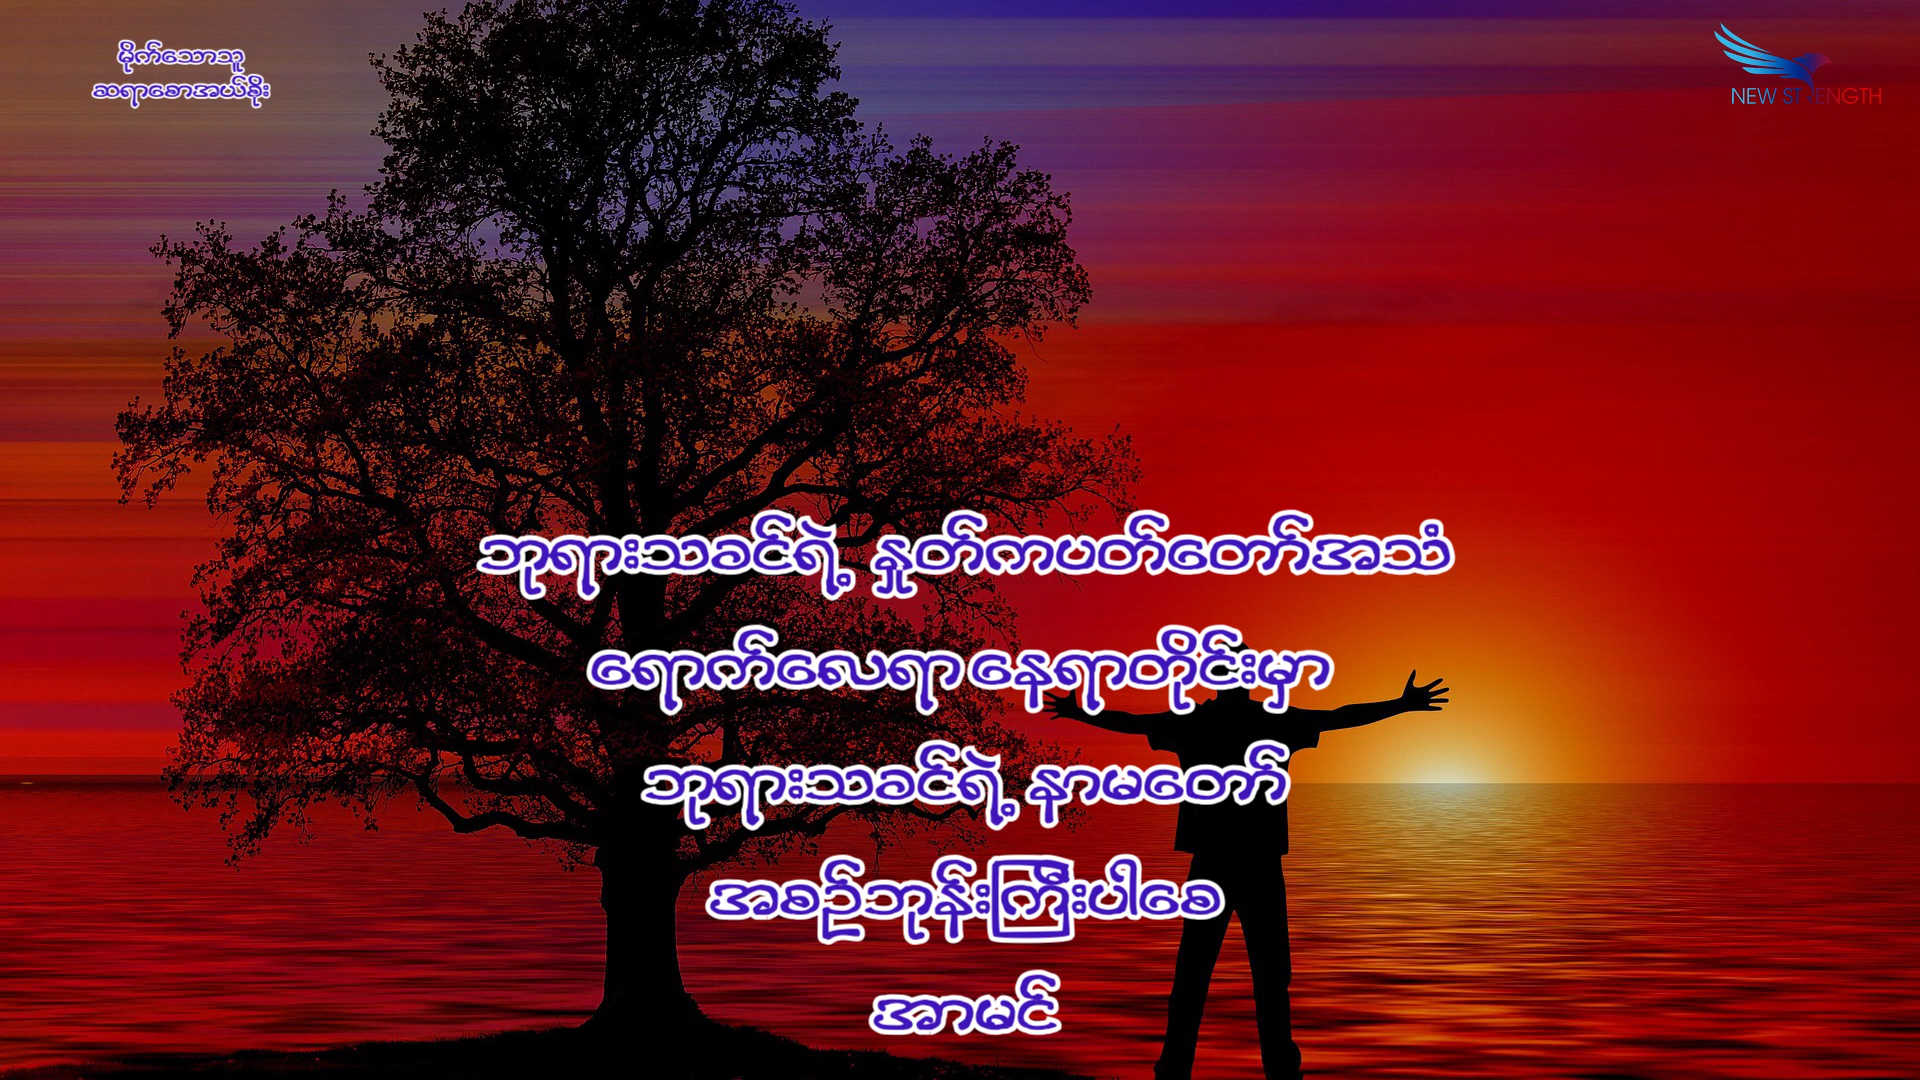 မိုက်သောသူ
ဆရာစောအယ်ခိုး
NEW STRENGTH
ဘုရားသခင်ရဲ့ နှုတ်ကပတ်တော်အသံ
ရောက်လေရာ နေရာတိုင်းမှာ
ဘုရားသခင်ရဲ့ နာမတော်
အစဉ်ဘုန်းကြီးပါစေ
အာမင်